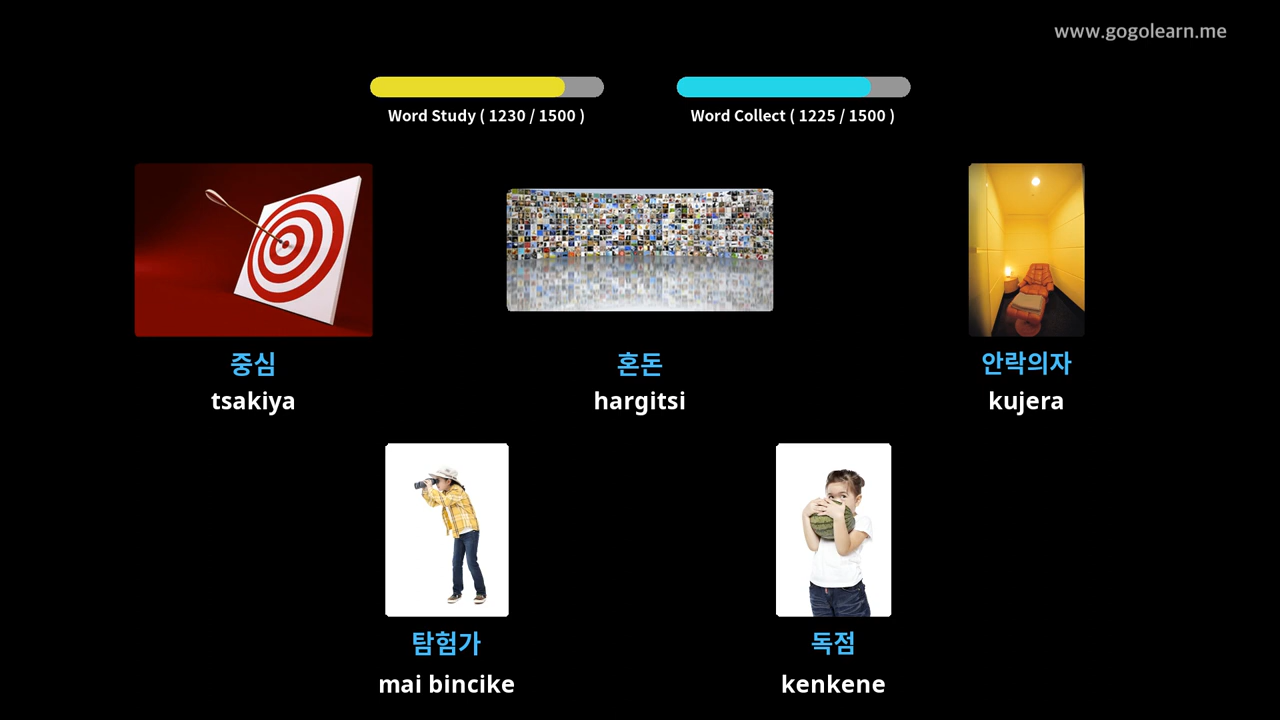 www.gogolearn.me
Word Study ( 1230 / 1500 )
Word Collect ( 1225 / 1500 )
중심
tsakiya
혼돈
hargitsi
안락의자
kujera
탐험가
mai bincike
독점
kenkene